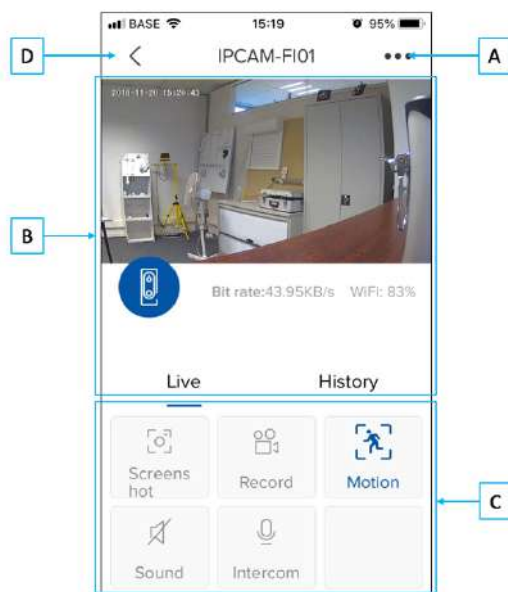 BASE 15:19 95%
D IPCAM-FI01 A
2018-11-20 15:20:43
B
Bit rate:43.95KB/s WiFi: 83%
Live History
Screens
hot Record Motion
C
Sound Intercom